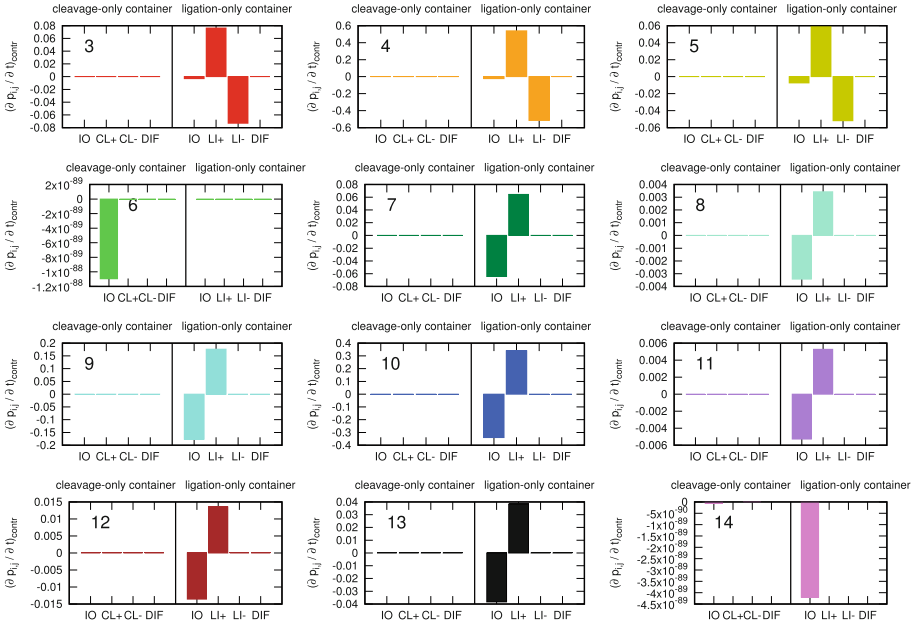 cleavage-only container ligation-only container
0.08
0.06
0.04
0.02
0
-0.02
-0.04
-0.06
-0.08
(∂ pᵢ,ⱼ / ∂ t)contr
3
IO CL+ CL- DIF IO LI+ LI- DIF
cleavage-only container ligation-only container
0.6
0.4
0.2
0
-0.2
-0.4
-0.6
(∂ pᵢ,ⱼ / ∂ t)contr
4
IO CL+ CL- DIF IO LI+ LI- DIF
cleavage-only container ligation-only container
0.06
0.04
0.02
0
-0.02
-0.04
-0.06
(∂ pᵢ,ⱼ / ∂ t)contr
5
IO CL+ CL- DIF IO LI+ LI- DIF
cleavage-only container ligation-only container
2x10⁻⁸⁹
0
-2x10⁻⁸⁹
-4x10⁻⁸⁹
-6x10⁻⁸⁹
-8x10⁻⁸⁹
-1x10⁻⁸⁸
-1.2x10⁻⁸⁸
(∂ pᵢ,ⱼ / ∂ t)contr
6
IO CL+CL- DIF IO LI+ LI- DIF
cleavage-only container ligation-only container
0.08
0.06
0.04
0.02
0
-0.02
-0.04
-0.06
-0.08
(∂ pᵢ,ⱼ / ∂ t)contr
7
IO CL+ CL- DIF IO LI+ LI- DIF
cleavage-only container ligation-only container
0.004
0.003
0.002
0.001
0
-0.001
-0.002
-0.003
-0.004
(∂ pᵢ,ⱼ / ∂ t)contr
8
IO CL+ CL- DIF IO LI+ LI- DIF
cleavage-only container ligation-only container
0.2
0.15
0.1
0.05
0
-0.05
-0.1
-0.15
-0.2
(∂ pᵢ,ⱼ / ∂ t)contr
9
IO CL+ CL- DIF IO LI+ LI- DIF
cleavage-only container ligation-only container
0.4
0.3
0.2
0.1
0
-0.1
-0.2
-0.3
0.4
(∂ pᵢ,ⱼ / ∂ t)contr
10
IO CL+ CL- DIF IO LI+ LI- DIF
cleavage-only container ligation-only container
0.006
0.004
0.002
0
-0.002
-0.004
-0.006
(∂ pᵢ,ⱼ / ∂ t)contr
11
IO CL+ CL- DIF IO LI+ LI- DIF
cleavage-only container ligation-only container
0.015
0.01
0.005
0
-0.005
-0.01
-0.015
(∂ pᵢ,ⱼ / ∂ t)contr
12
IO CL+ CL- DIF IO LI+ LI- DIF
cleavage-only container ligation-only container
0.04
0.03
0.02
0.01
0
-0.01
-0.02
-0.03
-0.04
(∂ pᵢ,ⱼ / ∂ t)contr
13
IO CL+ CL- DIF IO LI+ LI- DIF
cleavage-only container ligation-only container
0
-5x10⁻⁹⁰
-1x10⁻⁸⁹
-1.5x10⁻⁸⁹
-2x10⁻⁸⁹
-2.5x10⁻⁸⁹
-3x10⁻⁸⁹
-3.5x10⁻⁸⁹
-4x10⁻⁸⁹
-4.5x10⁻⁸⁹
(∂ pᵢ,ⱼ / ∂ t)contr
14
IO CL+CL- DIF IO LI+ LI- DIF